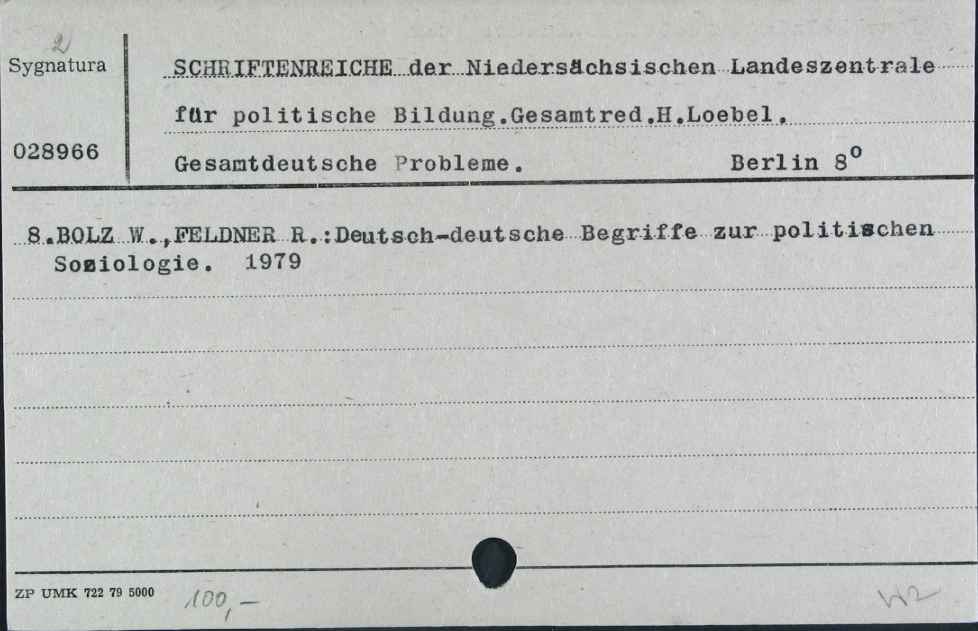 2
Sygnatura
028966
SCHRIFTENREICHE der Niedersächsischen Landeszentrale
für politische Bildung.Gesamtred.H.Loebel.
Gesamtdeutsche Probleme. Berlin 8°
8.BOLZ W.,FELDNER R.:Deutsch-deutsche Begriffe zur politischen
Soziologie. 1979
ZP UMK 722 79 5000
100,-